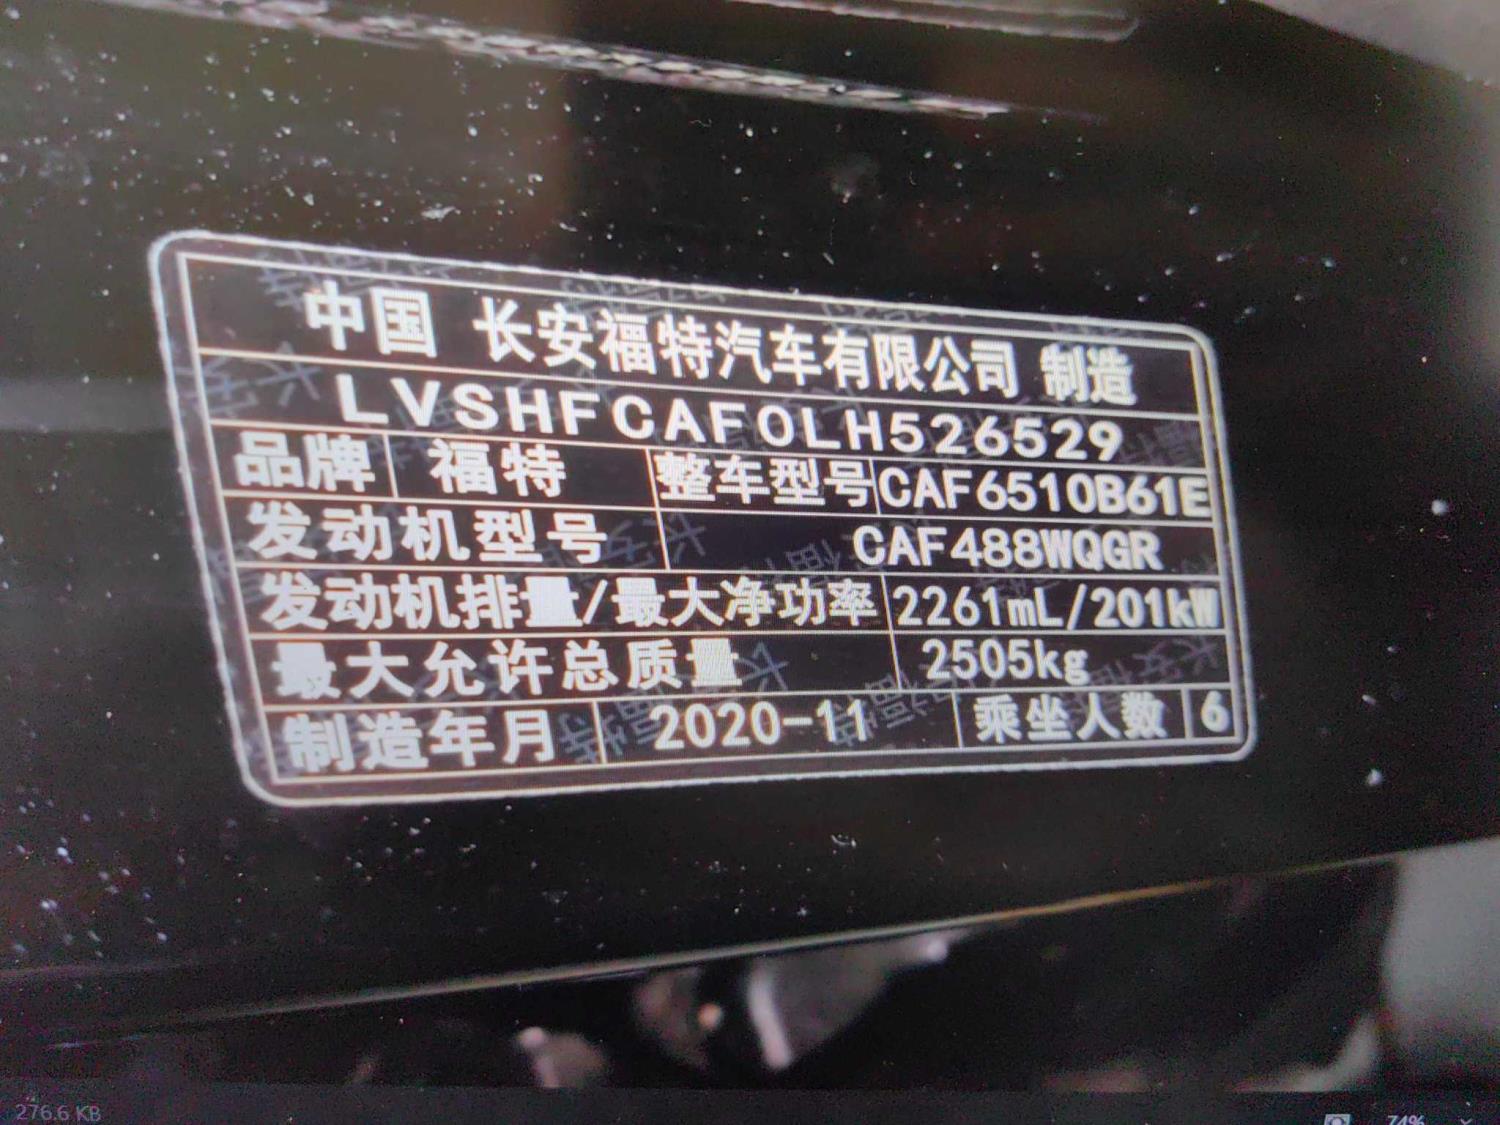 中国 长安福特汽车有限公司 制造
LVSHFCAF0LH526529
品牌 福特 整车型号 CAF6510B61E
发动机型号 CAF488WQGR
发动机排量/最大净功率 2261mL/201kW
最大允许总质量 2505kg
制造年月 2020-11 乘坐人数 6
276.6 KB 74%